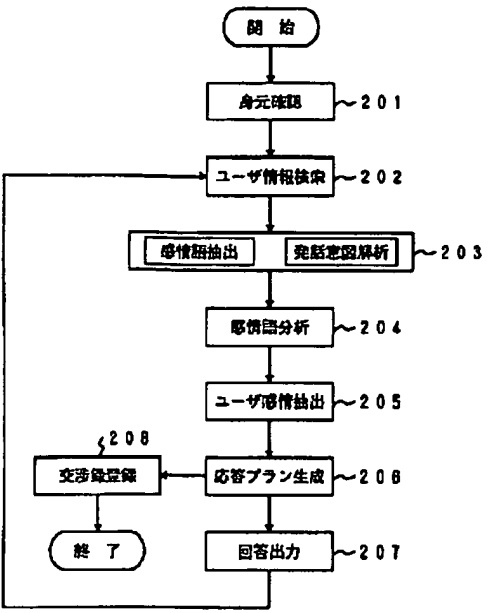 開 始
身元確認 201
ユーザ情報検索 202
感情語抽出 発話意図解析 203
感情語分析 204
ユーザ感情抽出 205
208
交渉録登録 応答プラン生成 206
終 了 回答出力 207